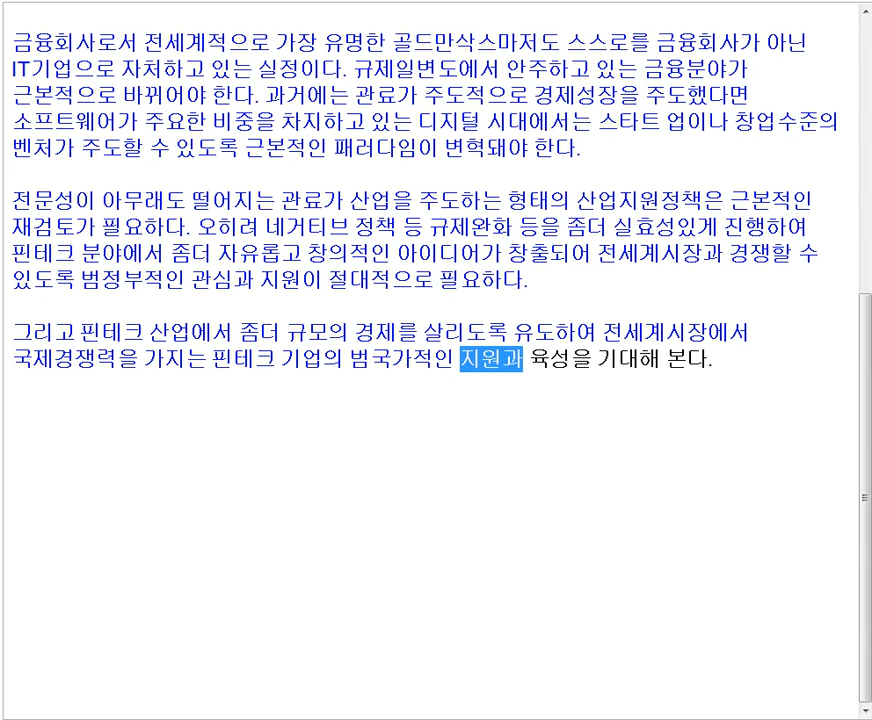 금융회사로서 전세계적으로 가장 유명한 골드만삭스마저도 스스로를 금융회사가 아닌
IT기업으로 자처하고 있는 실정이다. 규제일변도에서 안주하고 있는 금융분야가
근본적으로 바뀌어야 한다. 과거에는 관료가 주도적으로 경제성장을 주도했다면
소프트웨어가 주요한 비중을 차지하고 있는 디지털 시대에서는 스타트 업이나 창업수준의
벤처가 주도할 수 있도록 근본적인 패러다임이 변혁돼야 한다.
전문성이 아무래도 떨어지는 관료가 산업을 주도하는 형태의 산업지원정책은 근본적인
재검토가 필요하다. 오히려 네거티브 정책 등 규제완화 등을 좀더 실효성있게 진행하여
핀테크 분야에서 좀더 자유롭고 창의적인 아이디어가 창출되어 전세계시장과 경쟁할 수
있도록 범정부적인 관심과 지원이 절대적으로 필요하다.
그리고 핀테크 산업에서 좀더 규모의 경제를 살리도록 유도하여 전세계시장에서
국제경쟁력을 가지는 핀테크 기업의 범국가적인 지원과 육성을 기대해 본다.